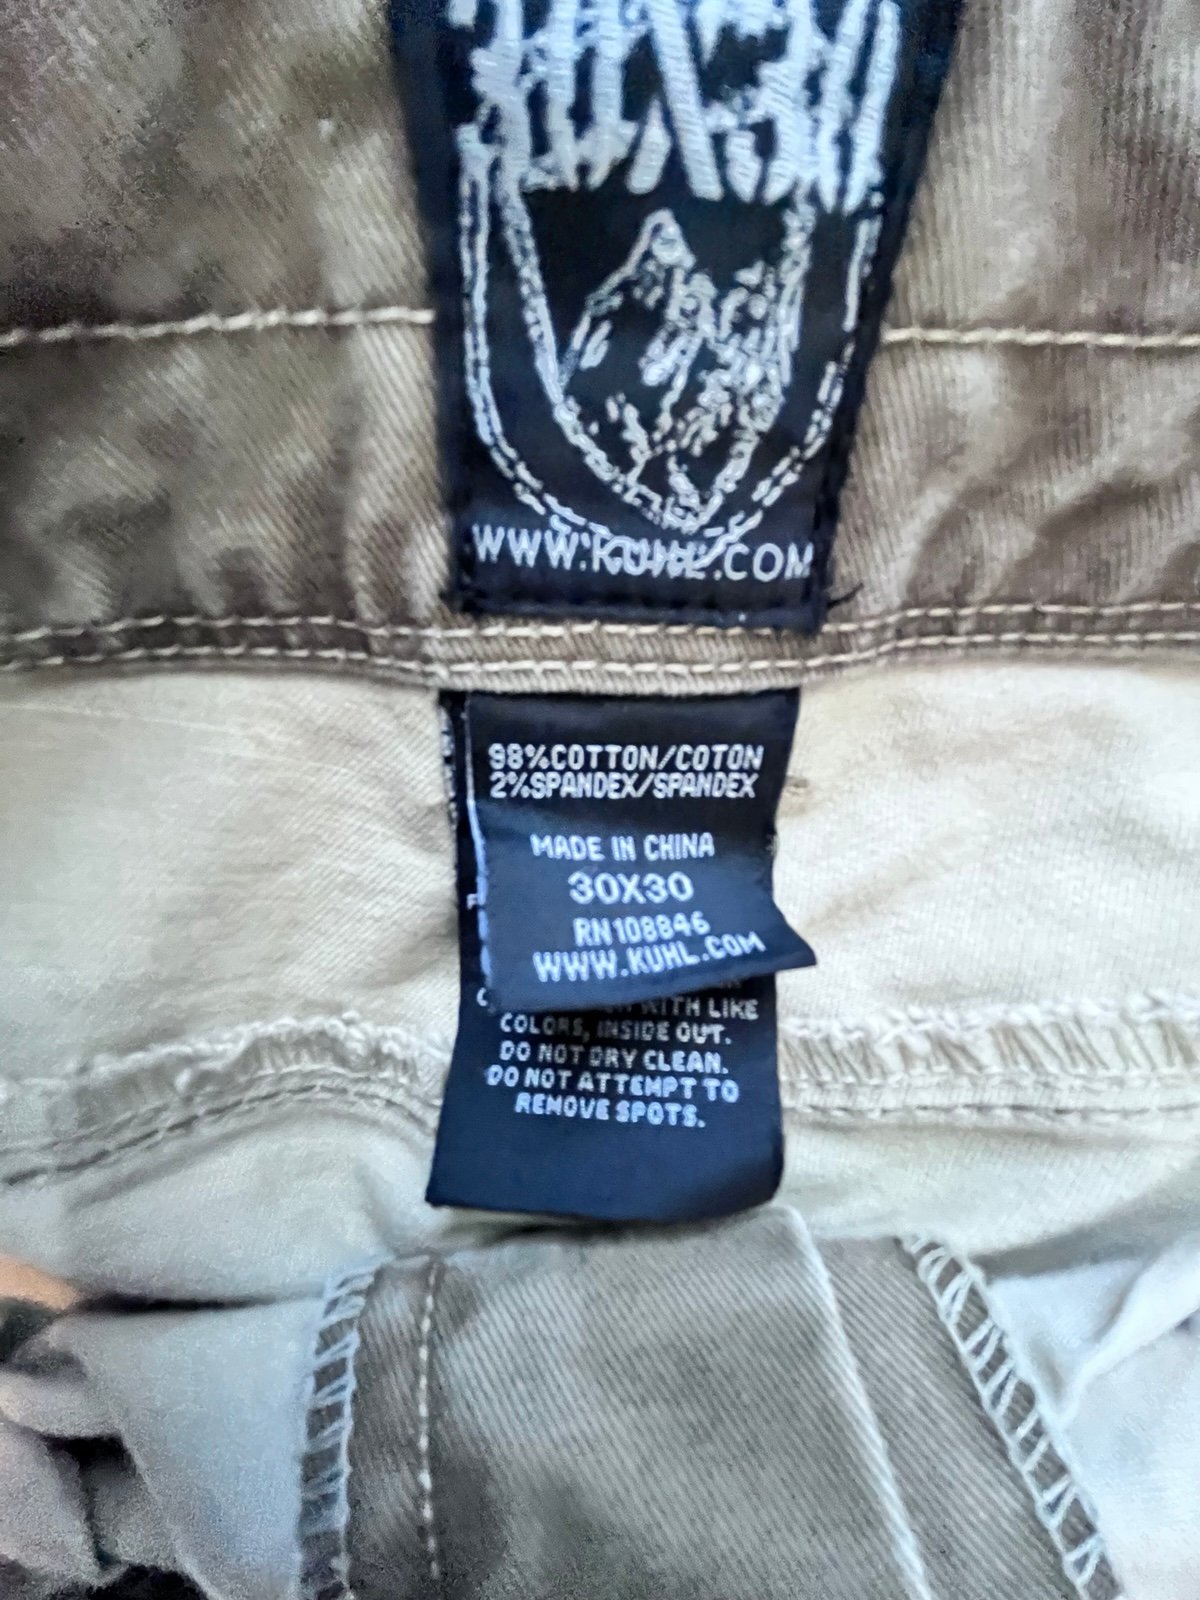 WWW.KUHL.COM
98%COTTON/COTON
2%SPANDEX/SPANDEX
MADE IN CHINA
30X30
RN108846
WWW.KUHL.COM
WITH LIKE
COLORS, INSIDE OUT.
DO NOT DRY CLEAN.
DO NOT ATTEMPT TO
REMOVE SPOTS.